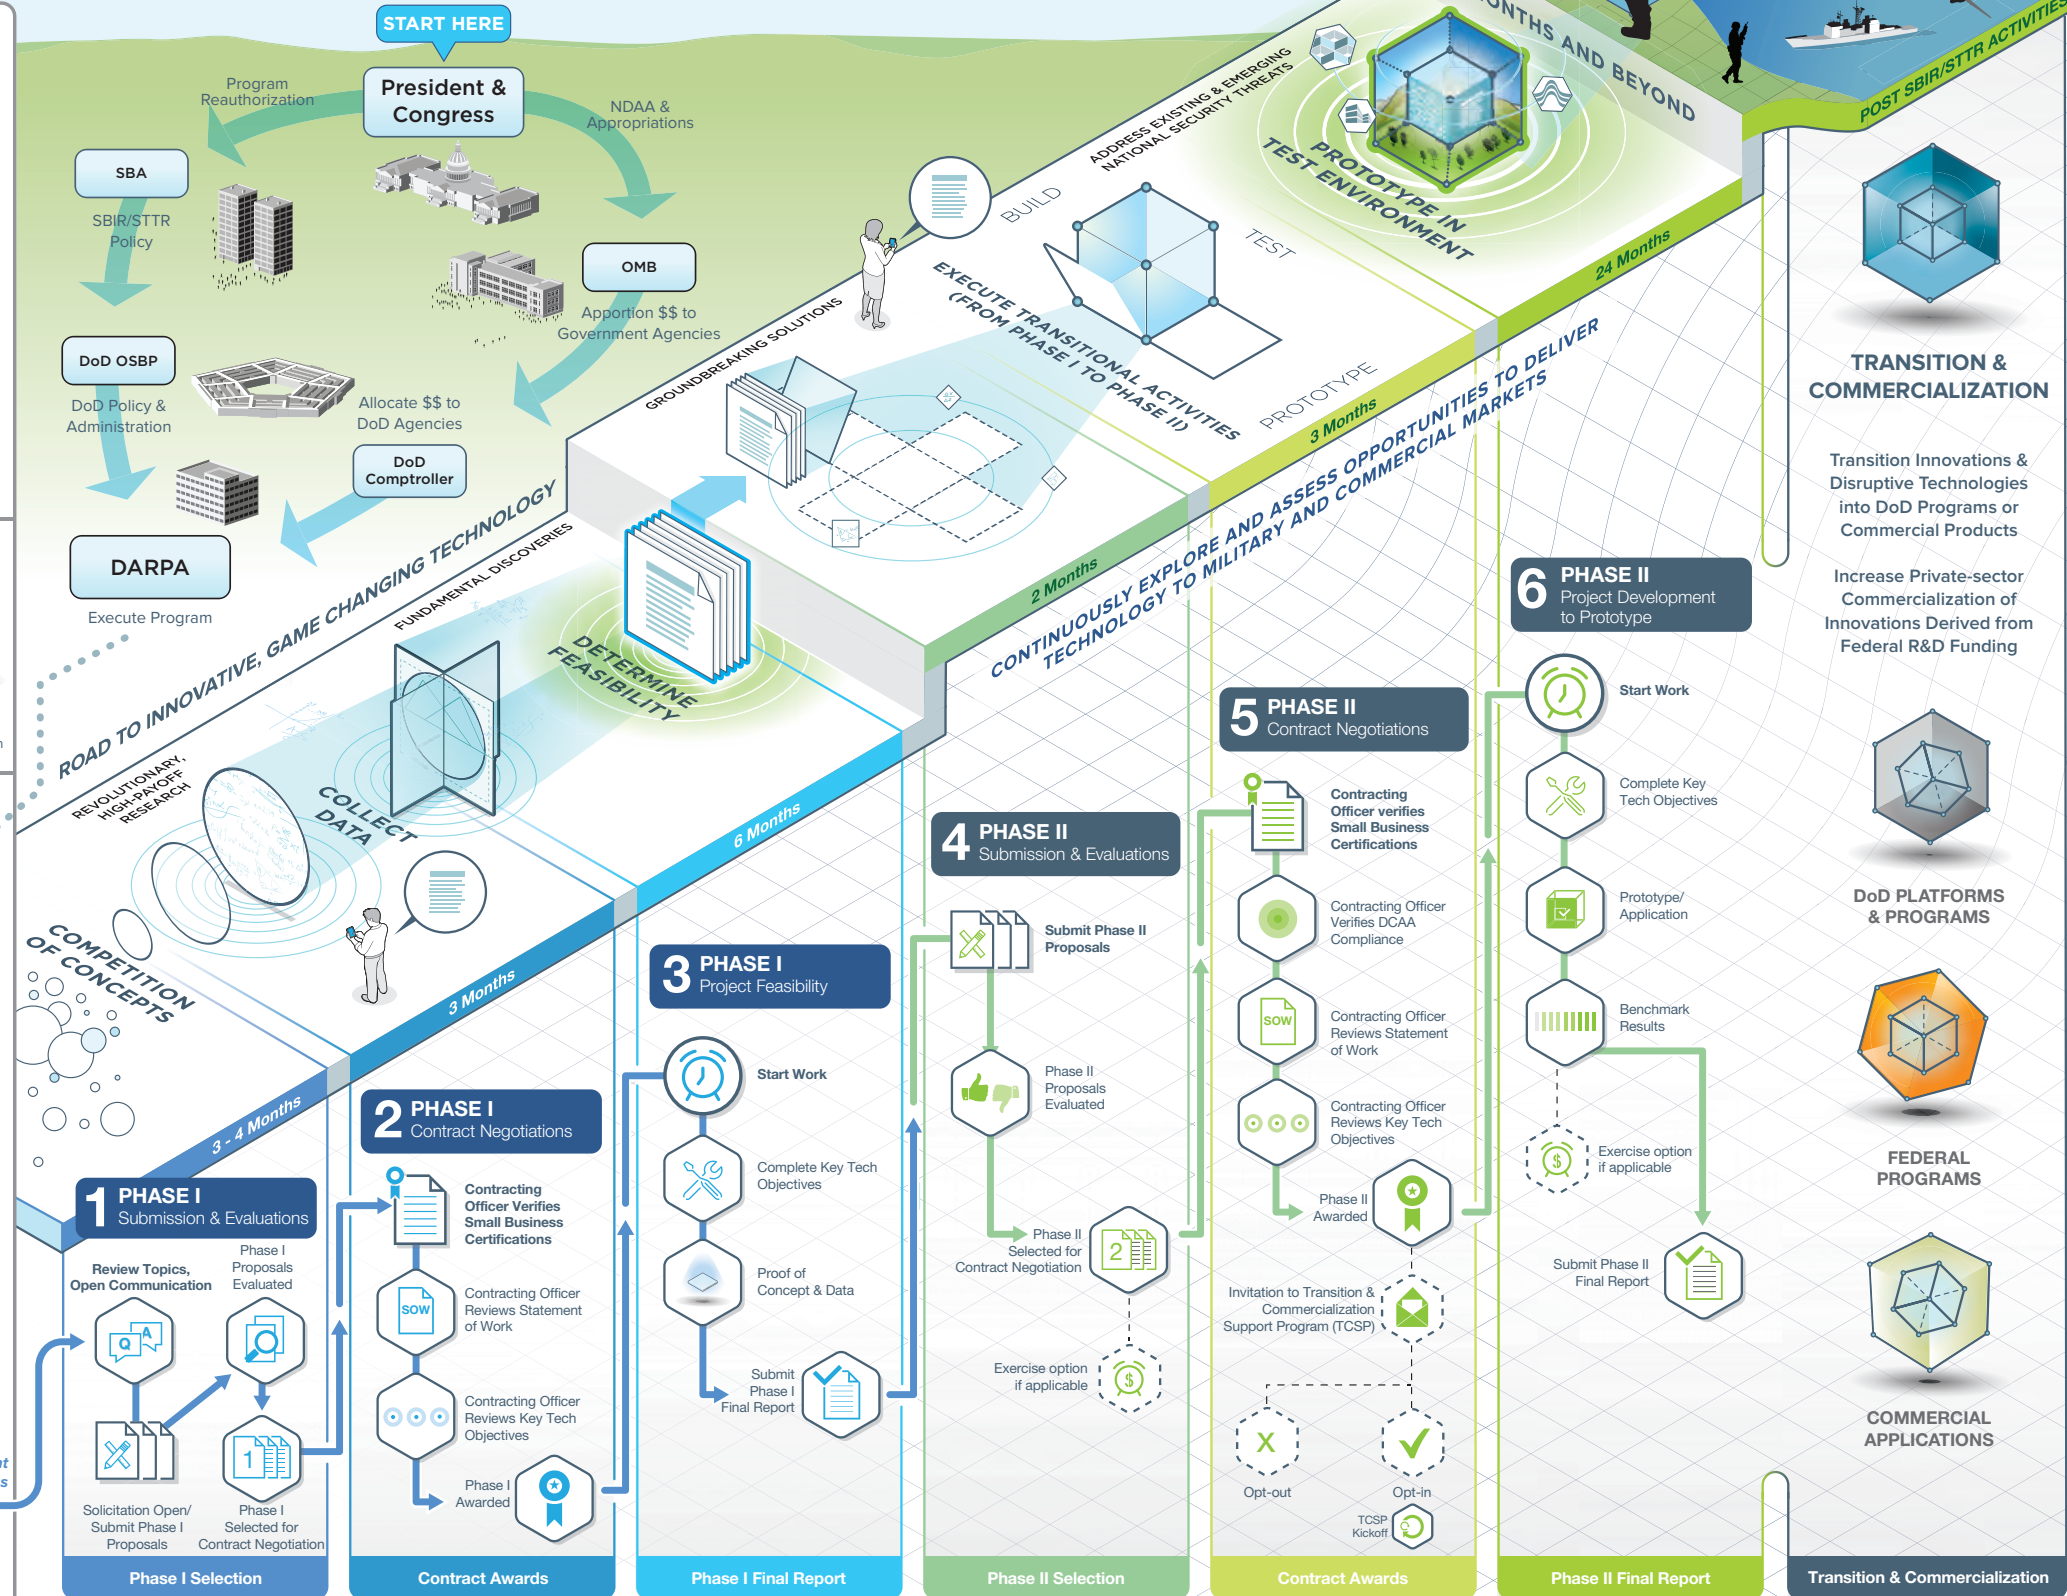 START HERE
President &
Congress
Program
Reauthorization
NDAA &
Appropriations
SBA
SBIR/STTR
Policy
OMB
Apportion $$ to
Government Agencies
DoD OSBP
DoD Policy &
Administration
Allocate $$ to
DoD Agencies
DoD
Comptroller
DARPA
Execute Program
ROAD TO INNOVATIVE, GAME CHANGING TECHNOLOGY
REVOLUTIONARY,
HIGH-PAYOFF
RESEARCH
FUNDAMENTAL DISCOVERIES
GROUNDBREAKING SOLUTIONS
ADDRESS EXISTING & EMERGING
NATIONAL SECURITY THREATS
COMPETITION
OF CONCEPTS
COLLECT
DATA
DETERMINE
FEASIBILITY
EXECUTE TRANSITIONAL ACTIVITIES
(FROM PHASE I TO PHASE II)
BUILD
TEST
PROTOTYPE
PROTOTYPE IN
TEST ENVIRONMENT
MONTHS AND BEYOND
POST SBIR/STTR ACTIVITIES
3 - 4 Months
3 Months
6 Months
2 Months
3 Months
24 Months
CONTINUOUSLY EXPLORE AND ASSESS OPPORTUNITIES TO DELIVER
TECHNOLOGY TO MILITARY AND COMMERCIAL MARKETS
1 PHASE I
Submission & Evaluations
Review Topics,
Open Communication
Q A
Solicitation Open/
Submit Phase I
Proposals
Phase I
Proposals
Evaluated
1
Phase I
Selected for
Contract Negotiation
Phase I Selection
2 PHASE I
Contract Negotiations
Contracting
Officer Verifies
Small Business
Certifications
SOW
Contracting Officer
Reviews Statement
of Work
Contracting Officer
Reviews Key Tech
Objectives
Phase I
Awarded
Contract Awards
3 PHASE I
Project Feasibility
Start Work
Complete Key Tech
Objectives
Proof of
Concept & Data
Submit
Phase I
Final Report
Phase I Final Report
4 PHASE II
Submission & Evaluations
Submit Phase II
Proposals
Phase II
Proposals
Evaluated
Phase II
Selected for
Contract Negotiation
2
Exercise option
if applicable
$
Phase II Selection
5 PHASE II
Contract Negotiations
Contracting
Officer verifies
Small Business
Certifications
Contracting Officer
Verifies DCAA
Compliance
SOW
Contracting Officer
Reviews Statement
of Work
Contracting Officer
Reviews Key Tech
Objectives
Phase II
Awarded
Invitation to Transition &
Commercialization
Support Program (TCSP)
X
Opt-out
Opt-in
TCSP
Kickoff
Contract Awards
6 PHASE II
Project Development
to Prototype
Start Work
Complete Key
Tech Objectives
Prototype/
Application
Benchmark
Results
Exercise option
if applicable
$
Submit Phase II
Final Report
Phase II Final Report
TRANSITION &
COMMERCIALIZATION
Transition Innovations &
Disruptive Technologies
into DoD Programs or
Commercial Products
Increase Private-sector
Commercialization of
Innovations Derived from
Federal R&D Funding
DoD PLATFORMS
& PROGRAMS
FEDERAL
PROGRAMS
COMMERCIAL
APPLICATIONS
Transition & Commercialization